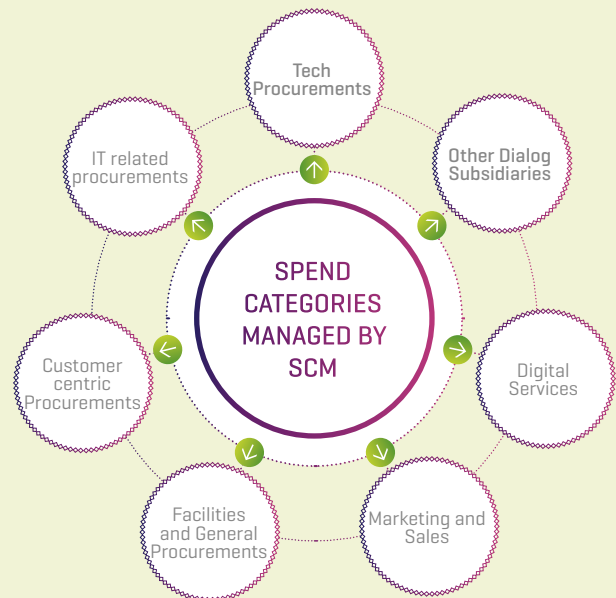 SPEND
CATEGORIES
MANAGED BY
SCM
Tech
Procurements
Other Dialog
Subsidiaries
Digital
Services
Marketing and
Sales
Facilities
and General
Procurements
Customer
centric
Procurements
IT related
procurements